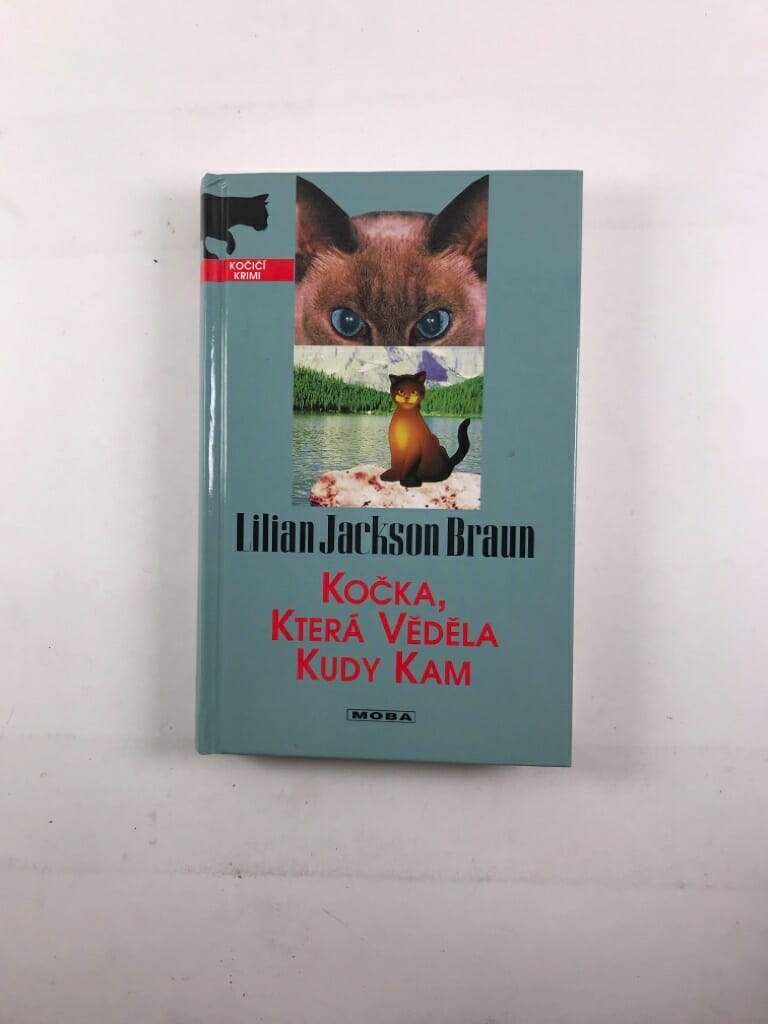 KOČIČÍ
KRIMI
Lilian Jackson Braun
KOČKA,
KTERÁ VĚDĚLA
KUDY KAM
MOBA